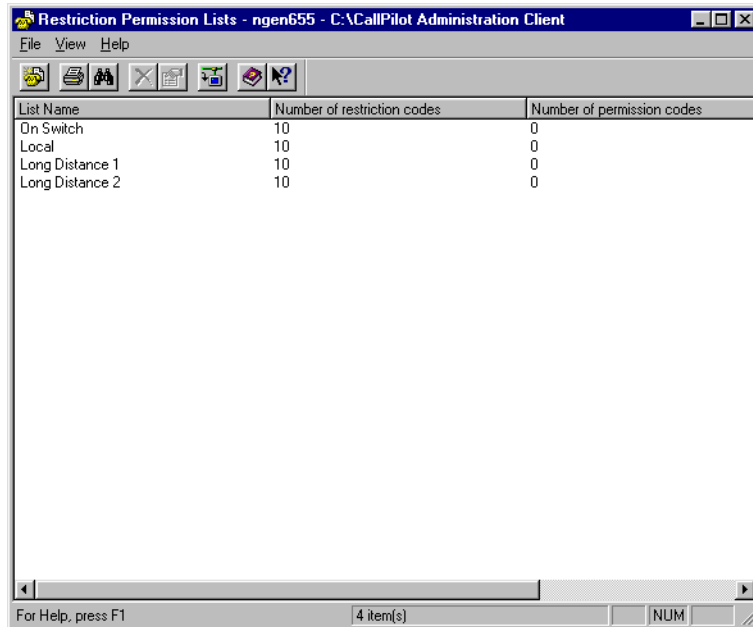 Restriction Permission Lists - ngen655 - C:\CallPilot Administration Client
File View Help
List Name Number of restriction codes Number of permission codes
On Switch 10 0
Local 10 0
Long Distance 1 10 0
Long Distance 2 10 0
For Help, press F1 4 item(s) NUM